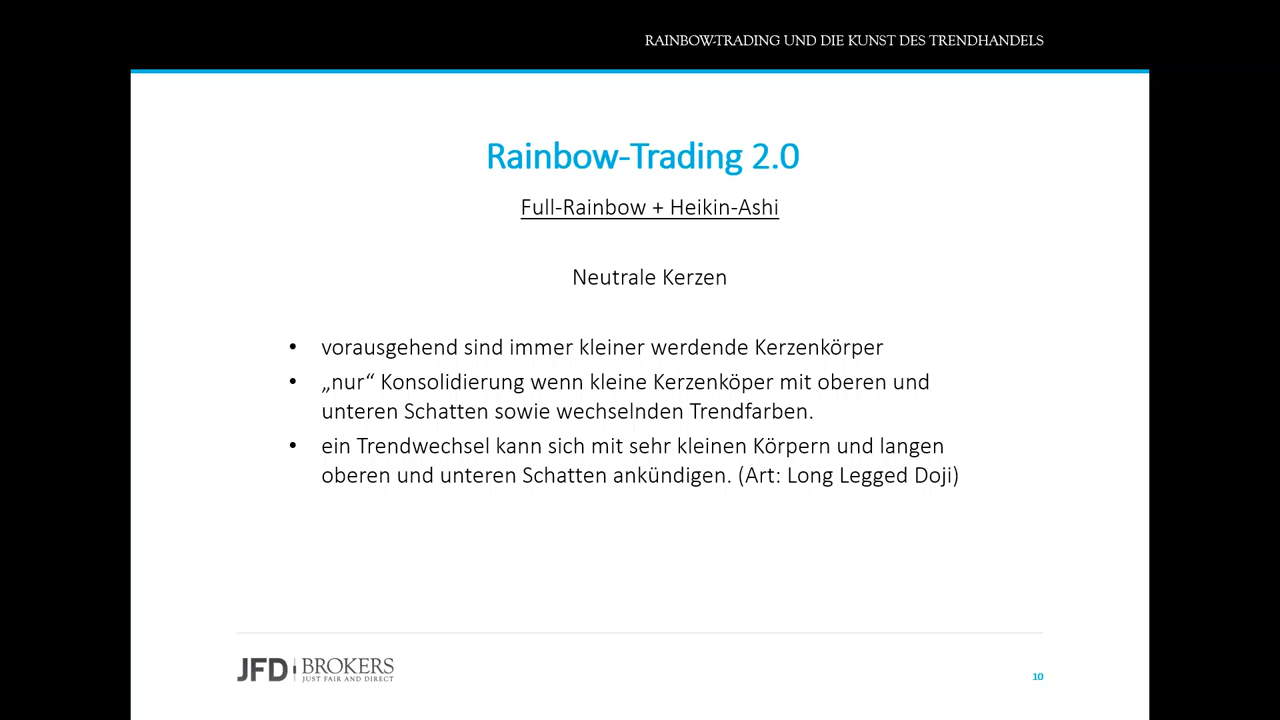 RAINBOW-TRADING UND DIE KUNST DES TRENDHANDELS
Rainbow-Trading 2.0
Full-Rainbow + Heikin-Ashi
Neutrale Kerzen
• vorausgehend sind immer kleiner werdende Kerzenkörper
• „nur“ Konsolidierung wenn kleine Kerzenköper mit oberen und
unteren Schatten sowie wechselnden Trendfarben.
• ein Trendwechsel kann sich mit sehr kleinen Körpern und langen
oberen und unteren Schatten ankündigen. (Art: Long Legged Doji)
JFD BROKERS
JUST FAIR AND DIRECT
10